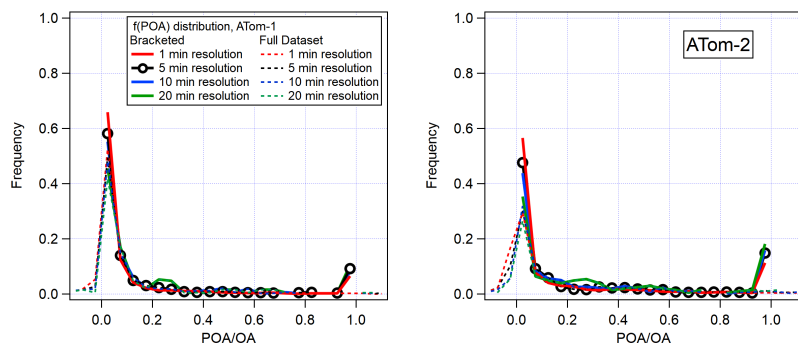 f(POA) distribution, ATom-1
Bracketed Full Dataset
1 min resolution 1 min resolution
5 min resolution 5 min resolution
10 min resolution 10 min resolution
20 min resolution 20 min resolution
1.0
0.8
0.6
0.4
0.2
0.0
Frequency
0.0 0.2 0.4 0.6 0.8 1.0
POA/OA
ATom-2
1.0
0.8
0.6
0.4
0.2
0.0
Frequency
0.0 0.2 0.4 0.6 0.8 1.0
POA/OA